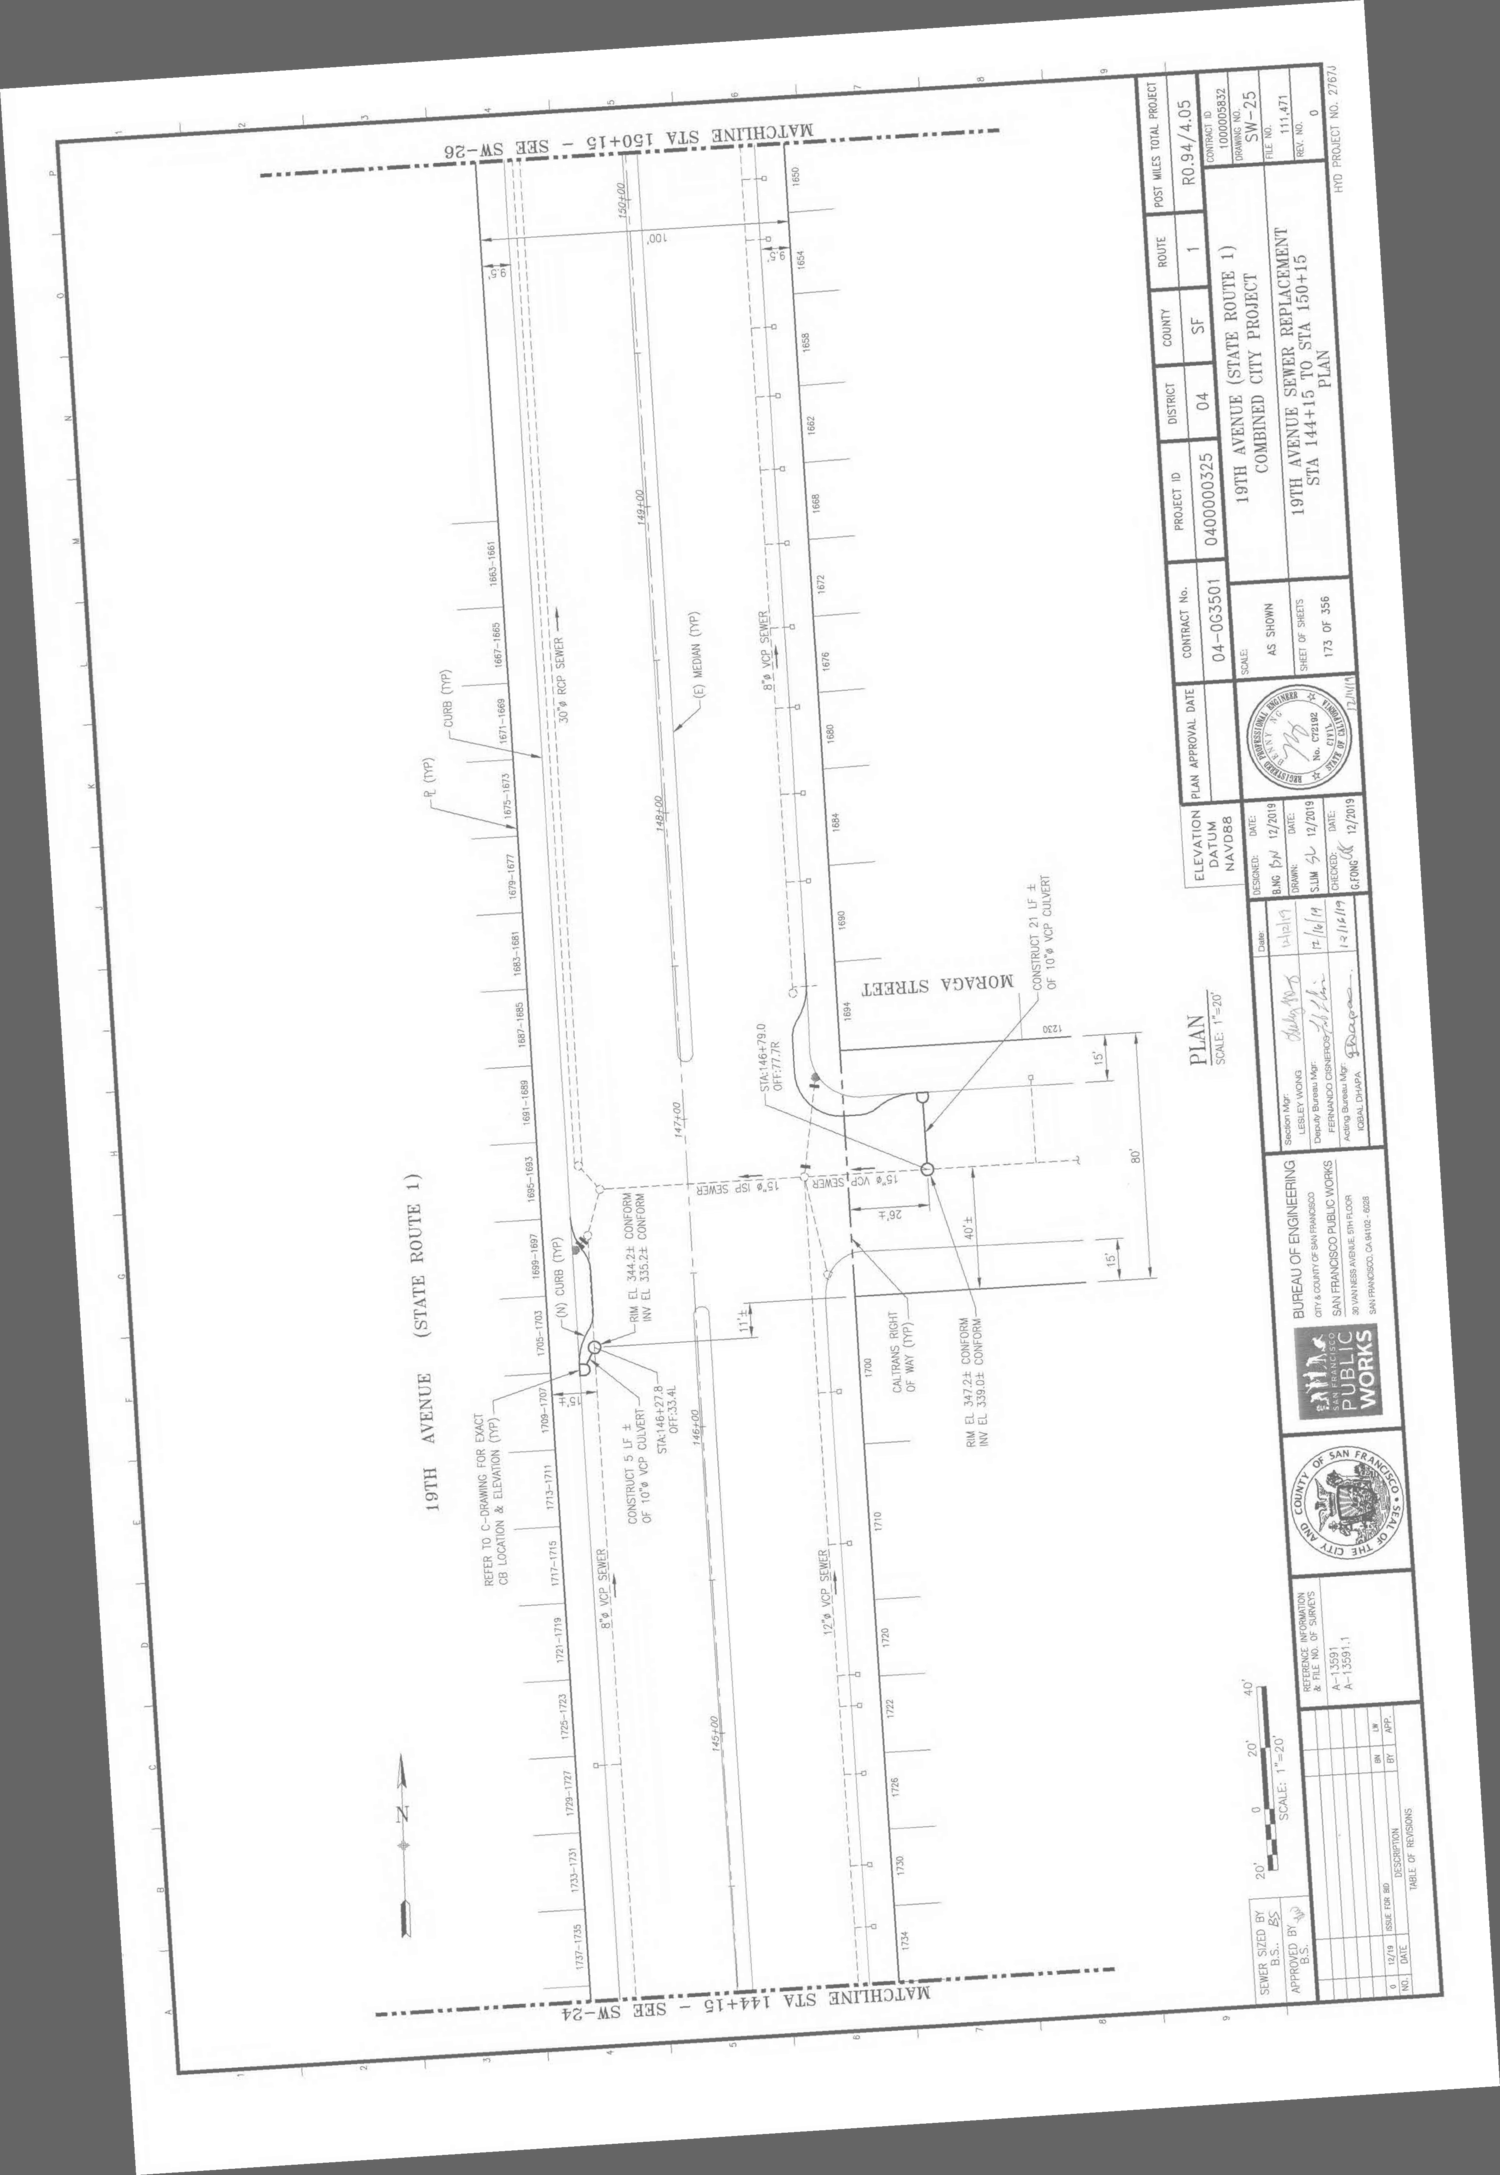 19TH AVENUE (STATE ROUTE 1)
MATCHLINE STA 144+15 - SEE SW-24
MATCHLINE STA 150+15 - SEE SW-26
N
REFER TO C-DRAWING FOR EXACT
CB LOCATION & ELEVATION (TYP)
PL (TYP)
CURB (TYP)
(N) CURB (TYP)
30"ø RCP SEWER
(E) MEDIAN (TYP)
8"ø VCP SEWER
8"ø VCP SEWER
12"ø VCP SEWER
15"ø ISP SEWER
15"ø VCP SEWER
1737-1735
1733-1731
1729-1727
1725-1723
1721-1719
1717-1715
1713-1711
1709-1707
1705-1703
1699-1697
1695-1693
1691-1689
1687-1685
1683-1681
1679-1677
1675-1673
1671-1669
1667-1665
1663-1661
145+00
146+00
147+00
148+00
149+00
150+00
CONSTRUCT 5 LF ±
OF 10"ø VCP CULVERT
STA:146+27.8
OFF:33.4L
RIM EL 344.2± CONFORM
INV EL 335.2± CONFORM
11'±
STA:146+79.0
OFF:77.7R
26'±
40'±
15'
15'
80'
100'
CALTRANS RIGHT
OF WAY (TYP)
RIM EL 347.2± CONFORM
INV EL 339.0± CONFORM
MORAGA STREET
1230
CONSTRUCT 21 LF ±
OF 10"ø VCP CULVERT
1734
1730
1726
1722
1720
1710
1700
1694
1690
1684
1680
1676
1672
1668
1662
1658
1654
1650
PLAN
SCALE: 1"=20'
20' 0 20' 40'
SCALE: 1"=20'
SEWER SIZED BY
B.S. BS
APPROVED BY
B.S.
ELEVATION
DATUM
NAVD88
PLAN APPROVAL DATE
CONTRACT No.
04-0G3501
PROJECT ID
0400000325
DISTRICT
04
COUNTY
SF
ROUTE
1
POST MILES TOTAL PROJECT
R0.94/4.05
0 12/19 ISSUE FOR BID BN LW
NO. DATE DESCRIPTION BY APP.
TABLE OF REVISIONS
REFERENCE INFORMATION
& FILE NO. OF SURVEYS
A-13591
A-13591.1
SEAL OF THE CITY AND COUNTY OF SAN FRANCISCO
SAN FRANCISCO
PUBLIC
WORKS
BUREAU OF ENGINEERING
CITY & COUNTY OF SAN FRANCISCO
SAN FRANCISCO PUBLIC WORKS
30 VAN NESS AVENUE, 5TH FLOOR
SAN FRANCISCO, CA 94102 - 6028
Section Mgr: Date:
LESLEY WONG
Deputy Bureau Mgr:
FERNANDO CISNEROS 12/16/19
Acting Bureau Mgr:
IQBAL DHAPA 12/16/19
DESIGNED: DATE:
B.NG BN 12/2019
DRAWN: DATE:
S.LIM SL 12/2019
CHECKED: DATE:
G.FONG 12/2019
REGISTERED PROFESSIONAL ENGINEER
BENNY NG
No. C72192
CIVIL
STATE OF CALIFORNIA
SCALE:
AS SHOWN
SHEET OF SHEETS
173 OF 356
19TH AVENUE (STATE ROUTE 1)
COMBINED CITY PROJECT
19TH AVENUE SEWER REPLACEMENT
STA 144+15 TO STA 150+15
PLAN
CONTRACT ID
1000005832
DRAWING NO.
SW-25
FILE NO.
111,471
REV. NO.
0
HYD PROJECT NO. 2767J